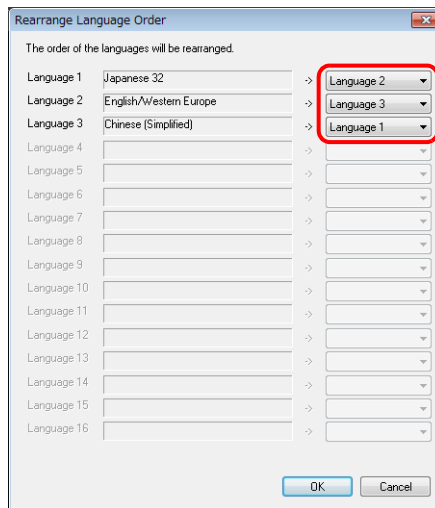 Rearrange Language Order
The order of the languages will be rearranged.
Language 1 Japanese 32 -> Language 2
Language 2 English/Western Europe -> Language 3
Language 3 Chinese (Simplified) -> Language 1
Language 4 ->
Language 5 ->
Language 6 ->
Language 7 ->
Language 8 ->
Language 9 ->
Language 10 ->
Language 11 ->
Language 12 ->
Language 13 ->
Language 14 ->
Language 15 ->
Language 16 ->
OK Cancel